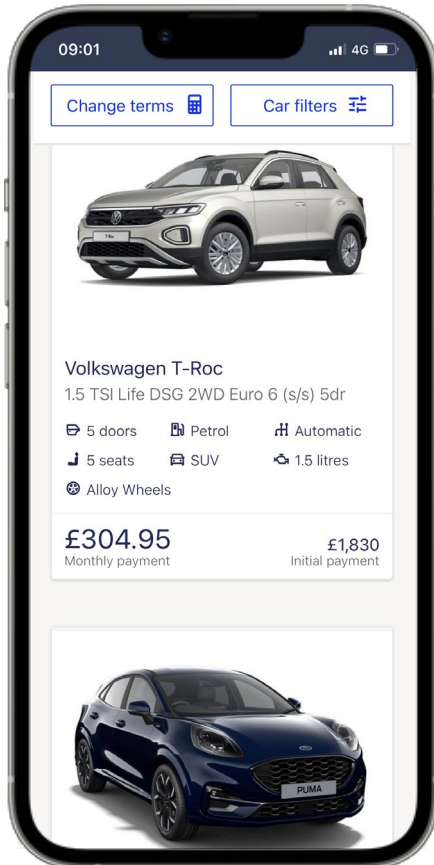 09:01
4G
Change terms
Car filters
T-Roc
Volkswagen T-Roc
1.5 TSI Life DSG 2WD Euro 6 (s/s) 5dr
5 doors Petrol Automatic
5 seats SUV 1.5 litres
Alloy Wheels
£304.95 £1,830
Monthly payment Initial payment
Ford
PUMA